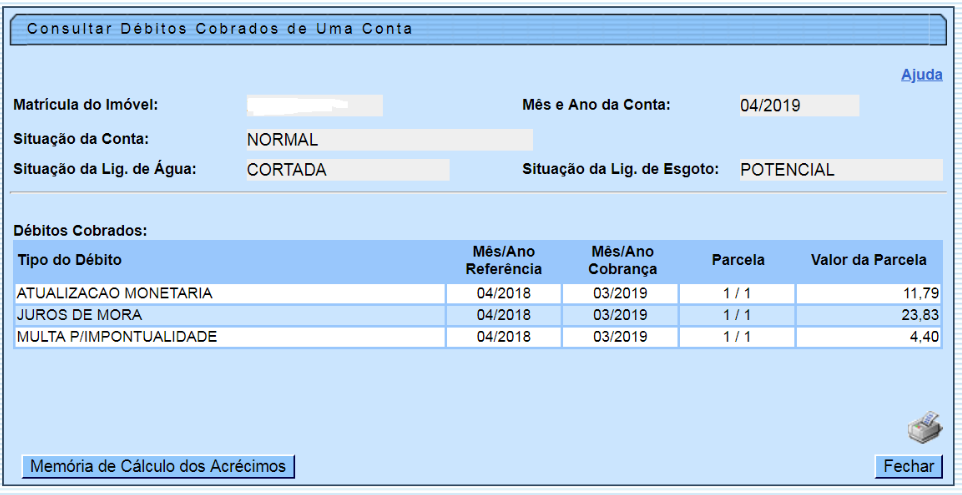 Consultar Débitos Cobrados de Uma Conta
Ajuda
Matrícula do Imóvel: Mês e Ano da Conta: 04/2019
Situação da Conta: NORMAL
Situação da Lig. de Água: CORTADA Situação da Lig. de Esgoto: POTENCIAL
Débitos Cobrados:
Tipo do Débito Mês/Ano Referência Mês/Ano Cobrança Parcela Valor da Parcela
ATUALIZACAO MONETARIA 04/2018 03/2019 1 / 1 11,79
JUROS DE MORA 04/2018 03/2019 1 / 1 23,83
MULTA P/IMPONTUALIDADE 04/2018 03/2019 1 / 1 4,40
Memória de Cálculo dos Acrécimos Fechar